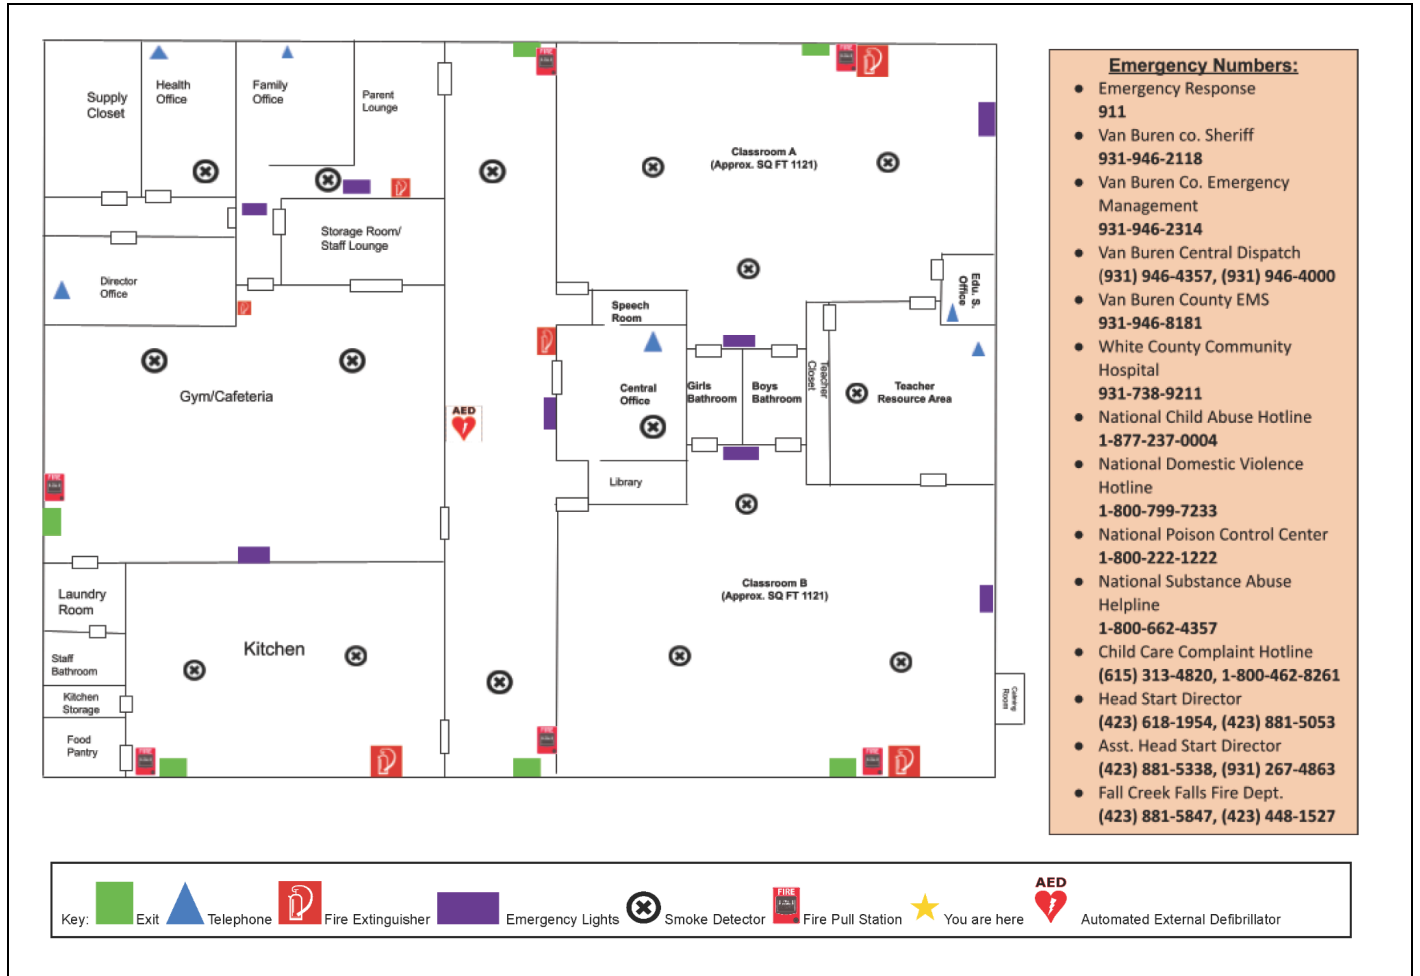 Supply
Closet
Health
Office
Family
Office
Parent
Lounge
Classroom A
(Approx. SQ FT 1121)
Storage Room/
Staff Lounge
Director
Office
Edu. S.
Office
Speech
Room
Gym/Cafeteria
AED
Central
Office
Girls
Bathroom
Boys
Bathroom
Teacher
Closet
Teacher
Resource Area
Library
FIRE
FIRE
FIRE
Classroom B
(Approx. SQ FT 1121)
Laundry
Room
Kitchen
Staff
Bathroom
Kitchen
Storage
Food
Pantry
Calming
Room
FIRE
FIRE
FIRE
Emergency Numbers:
● Emergency Response
911
● Van Buren co. Sheriff
931-946-2118
● Van Buren Co. Emergency
Management
931-946-2314
● Van Buren Central Dispatch
(931) 946-4357, (931) 946-4000
● Van Buren County EMS
931-946-8181
● White County Community
Hospital
931-738-9211
● National Child Abuse Hotline
1-877-237-0004
● National Domestic Violence
Hotline
1-800-799-7233
● National Poison Control Center
1-800-222-1222
● National Substance Abuse
Helpline
1-800-662-4357
● Child Care Complaint Hotline
(615) 313-4820, 1-800-462-8261
● Head Start Director
(423) 618-1954, (423) 881-5053
● Asst. Head Start Director
(423) 881-5338, (931) 267-4863
● Fall Creek Falls Fire Dept.
(423) 881-5847, (423) 448-1527
Key: Exit Telephone Fire Extinguisher Emergency Lights Smoke Detector FIRE Fire Pull Station You are here AED Automated External Defibrillator